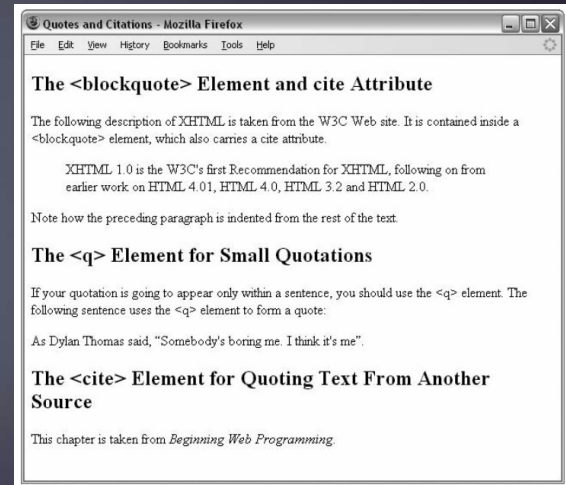 Quotes and Citations - Mozilla Firefox
File Edit View History Bookmarks Tools Help
The <blockquote> Element and cite Attribute
The following description of XHTML is taken from the W3C Web site. It is contained inside a
<blockquote> element, which also carries a cite attribute.
XHTML 1.0 is the W3C's first Recommendation for XHTML, following on from
earlier work on HTML 4.01, HTML 4.0, HTML 3.2 and HTML 2.0.
Note how the preceding paragraph is indented from the rest of the text.
The <q> Element for Small Quotations
If your quotation is going to appear only within a sentence, you should use the <q> element. The
following sentence uses the <q> element to form a quote:
As Dylan Thomas said, “Somebody's boring me. I think it's me”.
The <cite> Element for Quoting Text From Another
Source
This chapter is taken from Beginning Web Programming.